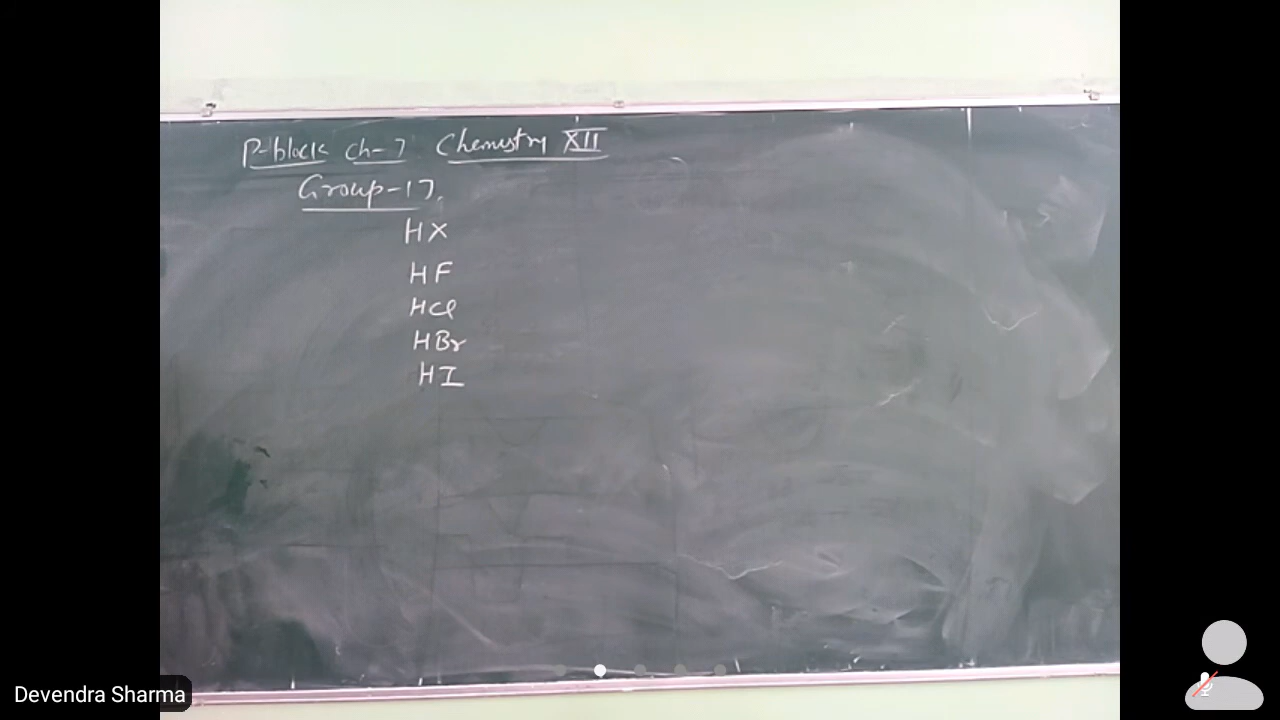 P-block ch-7 Chemistry XII
Group-17.
HX
HF
HCl
HBr
HI
Devendra Sharma